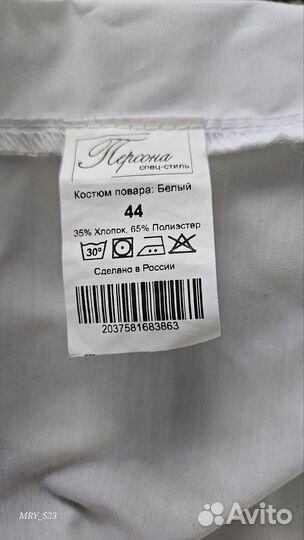 Персона
спец-стиль
Костюм повара: Белый
44
35% Хлопок, 65% Полиэстер
30°
Сделано в России
2037581683863
MRY_S23
Avito